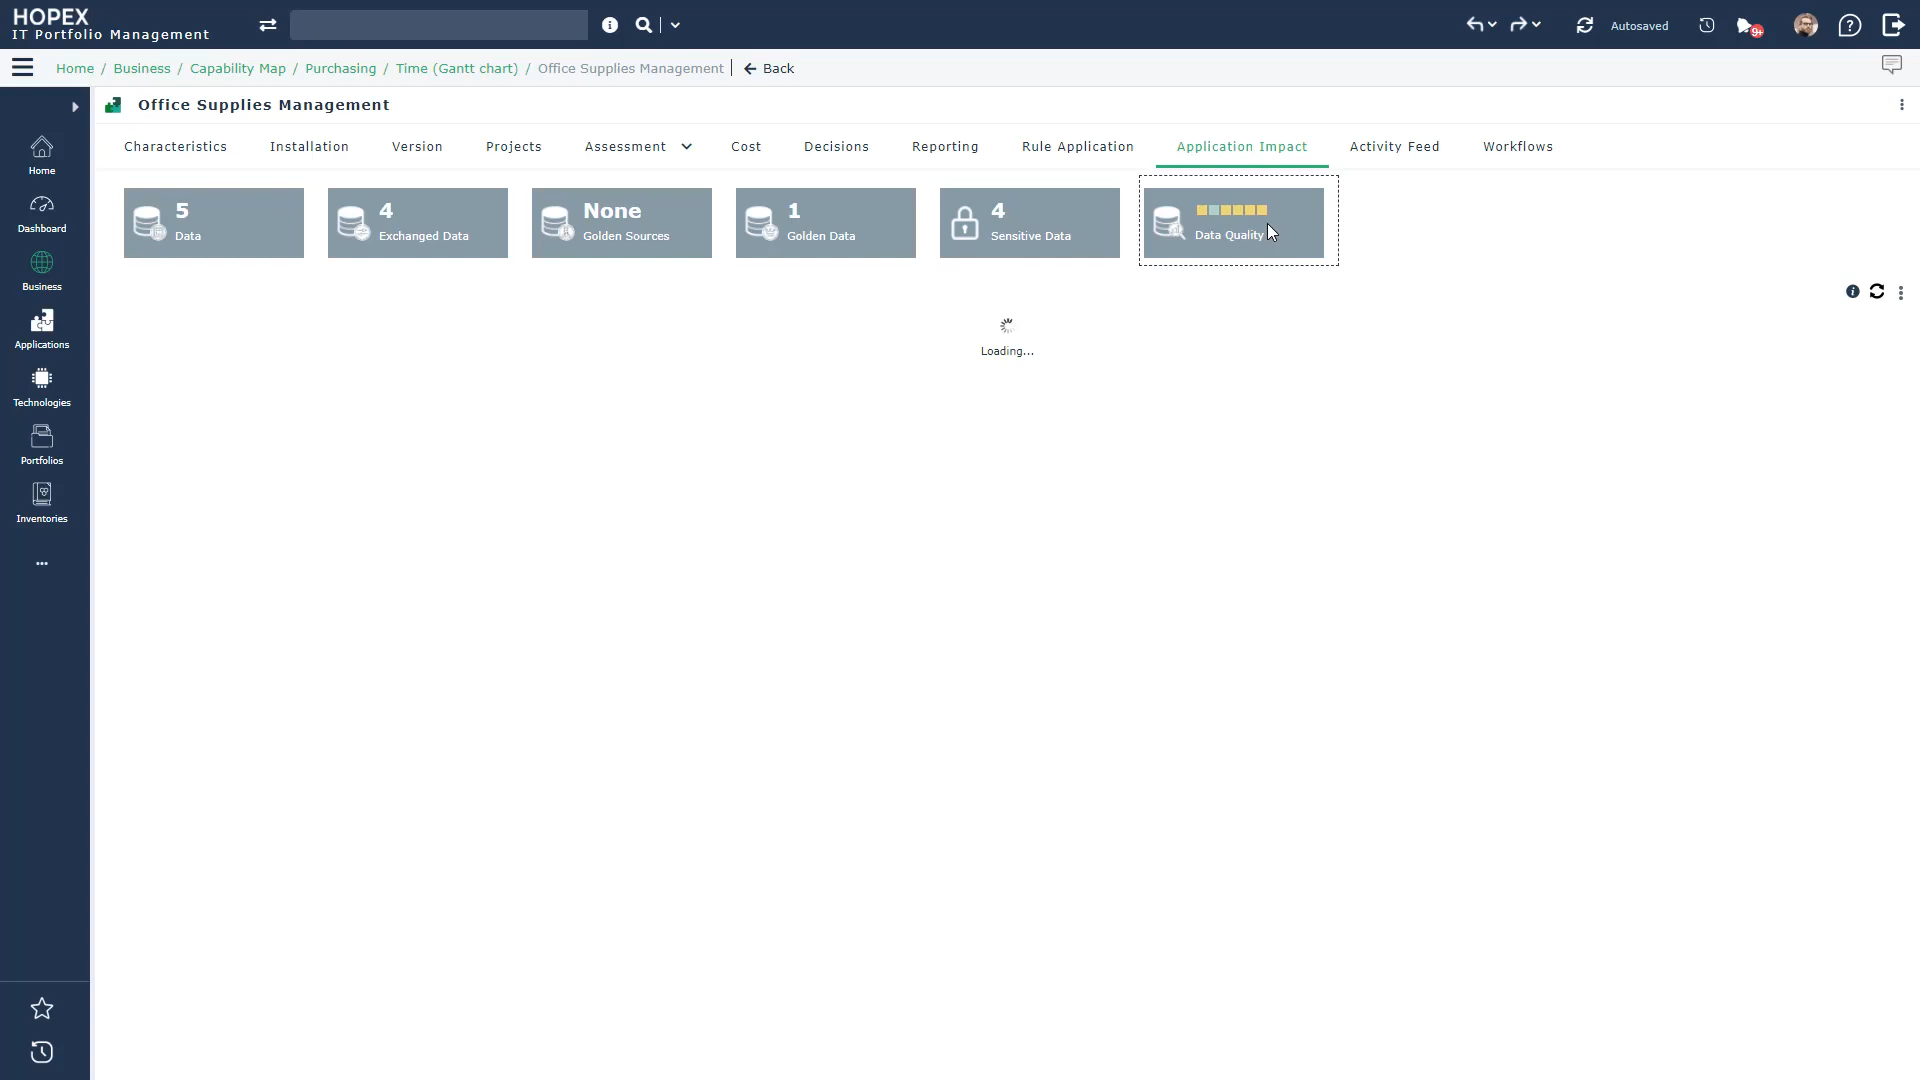 HOPEX
IT Portfolio Management
Autosaved
9+
Home / Business / Capability Map / Purchasing / Time (Gantt chart) / Office Supplies Management | Back
Office Supplies Management
Characteristics Installation Version Projects Assessment Cost Decisions Reporting Rule Application Application Impact Activity Feed Workflows
5
Data
4
Exchanged Data
None
Golden Sources
1
Golden Data
4
Sensitive Data
Data Quality
Loading...
Home
Dashboard
Business
Applications
Technologies
Portfolios
Inventories